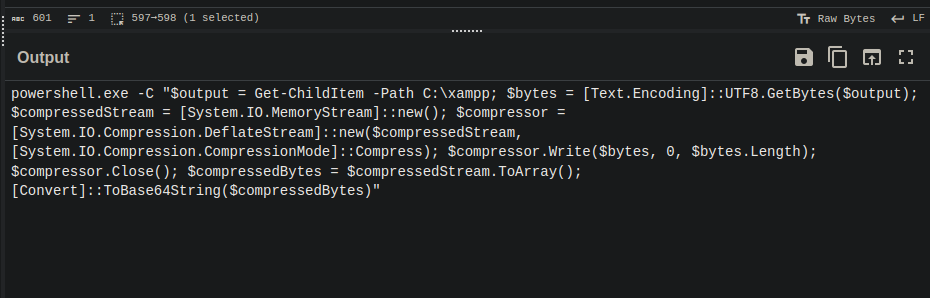 ABC 601 1 597→598 (1 selected) Tт Raw Bytes LF
Output
powershell.exe -C "$output = Get-ChildItem -Path C:\xampp; $bytes = [Text.Encoding]::UTF8.GetBytes($output);
$compressedStream = [System.IO.MemoryStream]::new(); $compressor =
[System.IO.Compression.DeflateStream]::new($compressedStream,
[System.IO.Compression.CompressionMode]::Compress); $compressor.Write($bytes, 0, $bytes.Length);
$compressor.Close(); $compressedBytes = $compressedStream.ToArray();
[Convert]::ToBase64String($compressedBytes)"